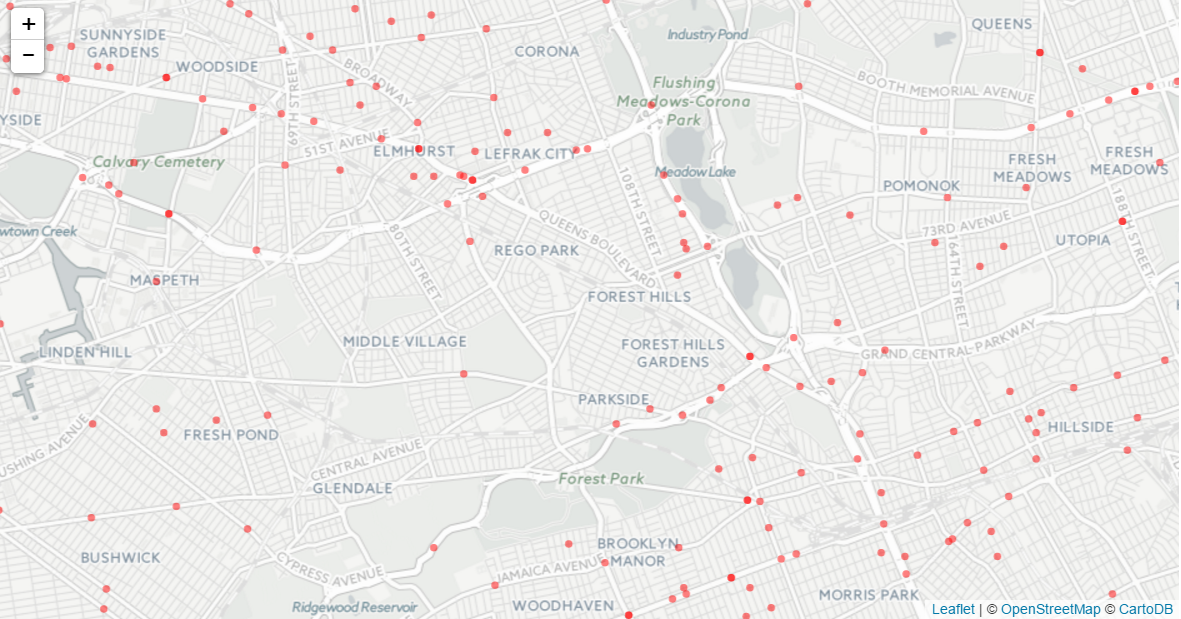 +
−
SUNNYSIDE
GARDENS
WOODSIDE
BROADWAY
69TH STREET
CORONA
Industry Pond
QUEENS
Flushing
Meadows-Corona
Park
BOOTH MEMORIAL AVENUE
YSIDE
51ST AVENUE
ELMHURST
LEFRAK CITY
Calvary Cemetery
Meadow Lake
108TH STREET
FRESH
MEADOWS
FRESH
MEADOWS
POMONOK
188TH STREET
wtown Creek
80TH STREET
QUEENS BOULEVARD
REGO PARK
73RD AVENUE
164TH STREET
UTOPIA
MASPETH
FOREST HILLS
LINDEN HILL
MIDDLE VILLAGE
FOREST HILLS
GARDENS
GRAND CENTRAL PARKWAY
PARKSIDE
FRESH POND
HILLSIDE
USHING AVENUE
CENTRAL AVENUE
GLENDALE
Forest Park
BUSHWICK
CYPRESS AVENUE
BROOKLYN
MANOR
JAMAICA AVENUE
Ridgewood Reservoir
WOODHAVEN
MORRIS PARK
Leaflet | © OpenStreetMap © CartoDB